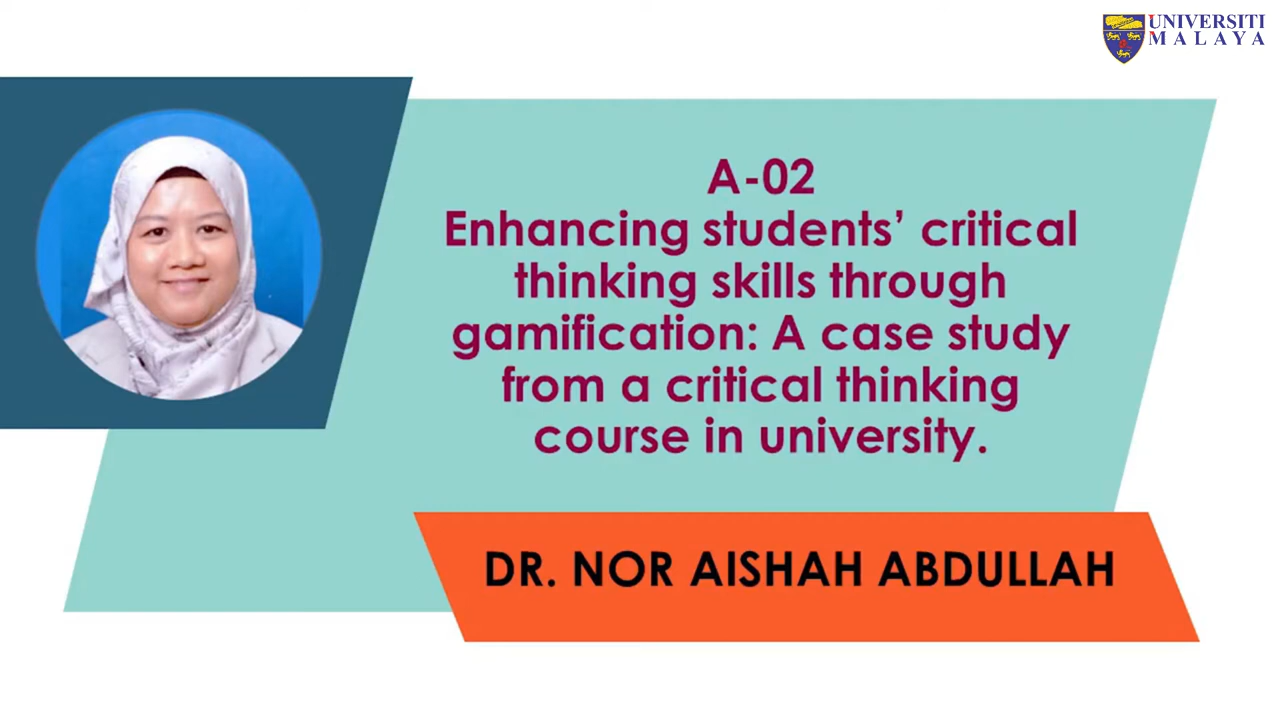 UNIVERSITI
MALAYA
A-02
Enhancing students’ critical
thinking skills through
gamification: A case study
from a critical thinking
course in university.
DR. NOR AISHAH ABDULLAH